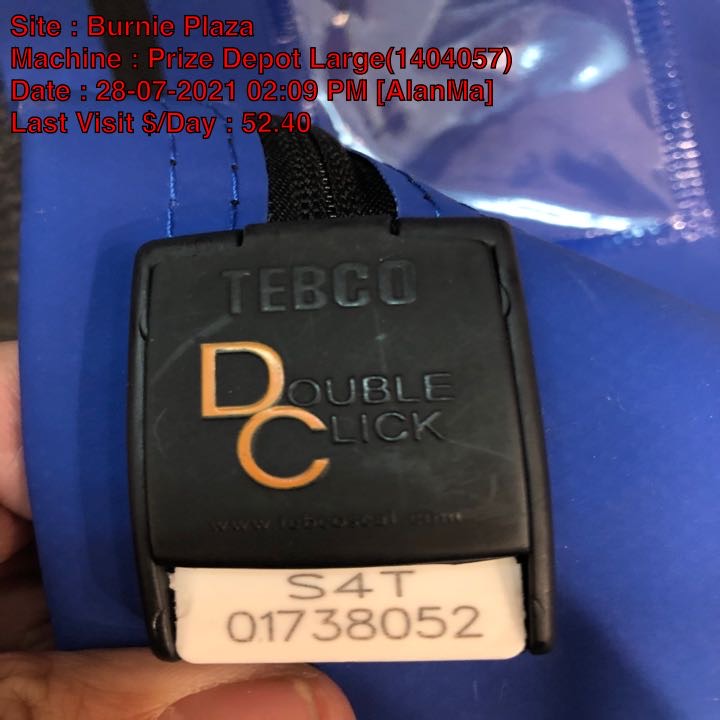 Site : Burnie Plaza
Machine : Prize Depot Large(1404057)
Date : 28-07-2021 02:09 PM [AlanMa]
Last Visit $/Day : 52.40
TEBCO
DOUBLE
CLICK
S4T
01738052